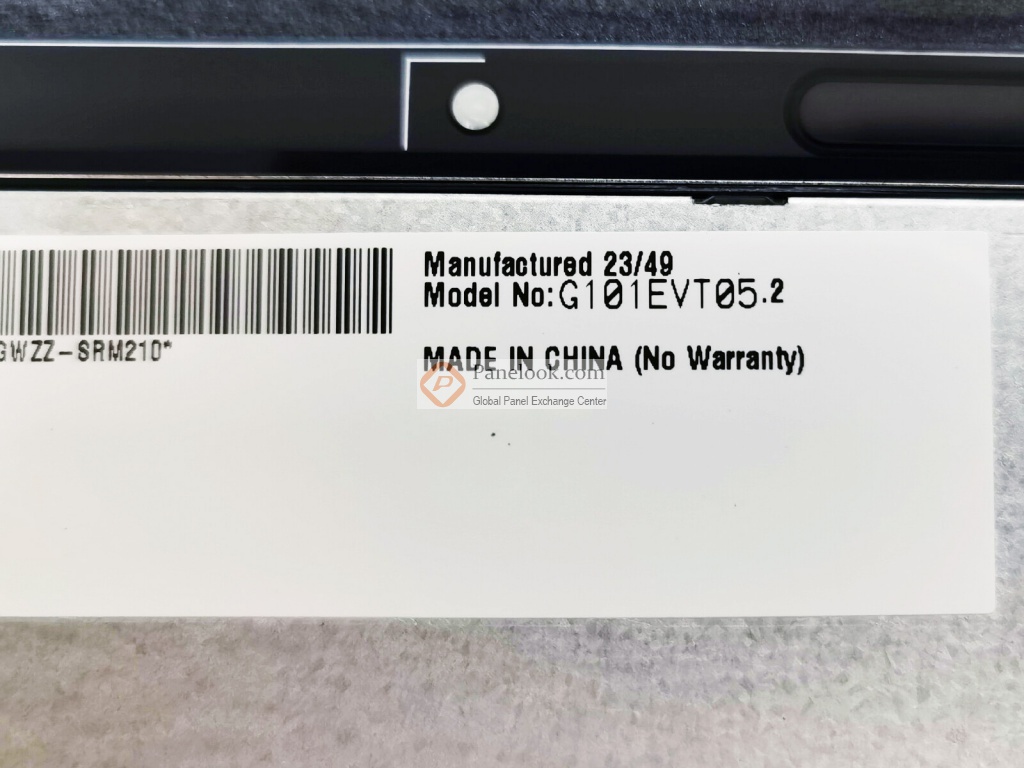 Manufactured 23/49
Model No: G101EVT05.2
GWZZ-SRM210*
MADE IN CHINA (No Warranty)
Panelook.com
Global Panel Exchange Center